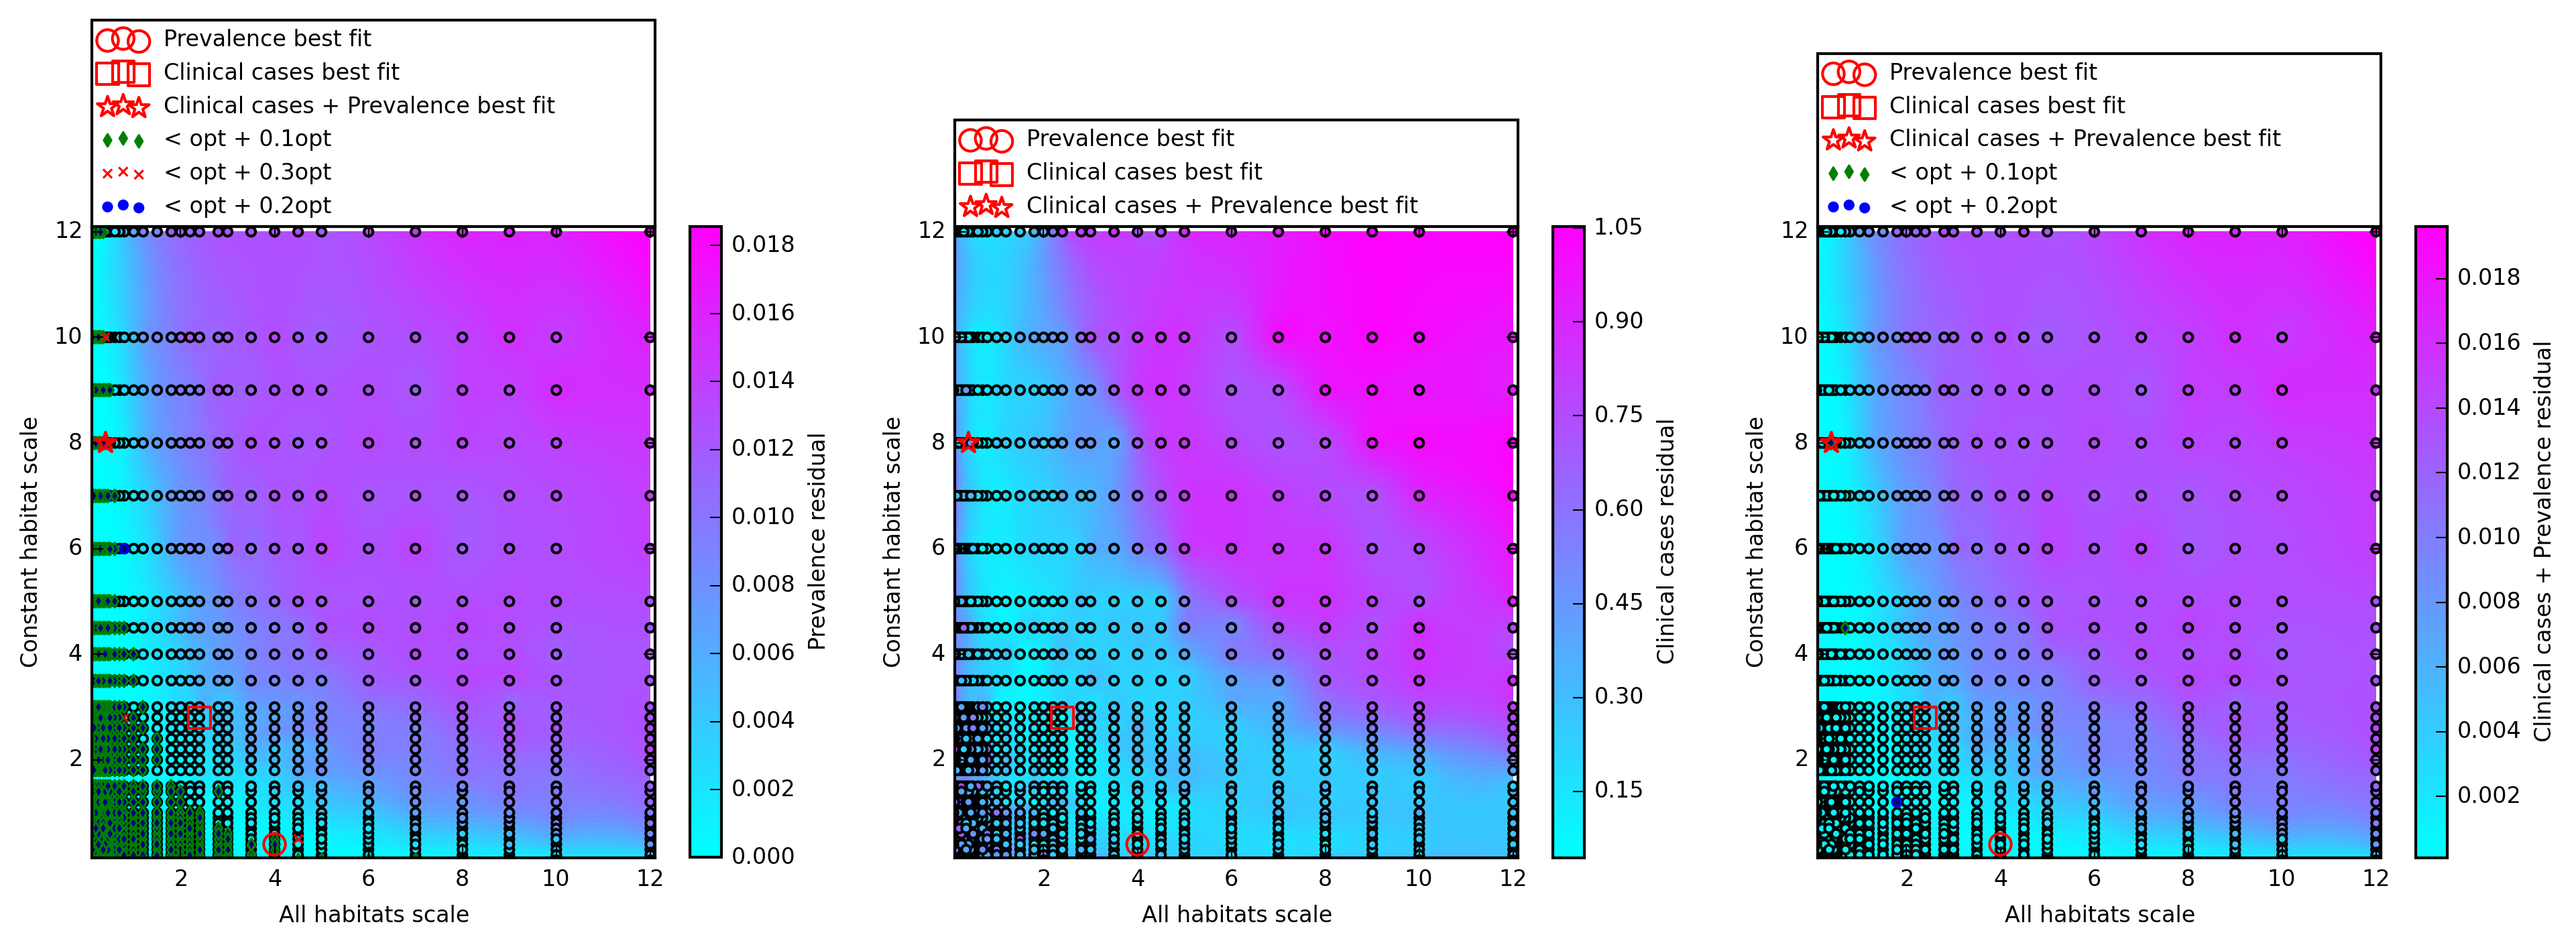 Prevalence best fit
Clinical cases best fit
Clinical cases + Prevalence best fit
< opt + 0.1opt
< opt + 0.3opt
< opt + 0.2opt
12
10
8
6
4
2
Constant habitat scale
2 4 6 8 10 12
All habitats scale
0.018
0.016
0.014
0.012
0.010
0.008
0.006
0.004
0.002
0.000
Prevalence residual
Prevalence best fit
Clinical cases best fit
Clinical cases + Prevalence best fit
12
10
8
6
4
2
Constant habitat scale
2 4 6 8 10 12
All habitats scale
1.05
0.90
0.75
0.60
0.45
0.30
0.15
Clinical cases residual
Prevalence best fit
Clinical cases best fit
Clinical cases + Prevalence best fit
< opt + 0.1opt
< opt + 0.2opt
12
10
8
6
4
2
Constant habitat scale
2 4 6 8 10 12
All habitats scale
0.018
0.016
0.014
0.012
0.010
0.008
0.006
0.004
0.002
Clinical cases + Prevalence residual